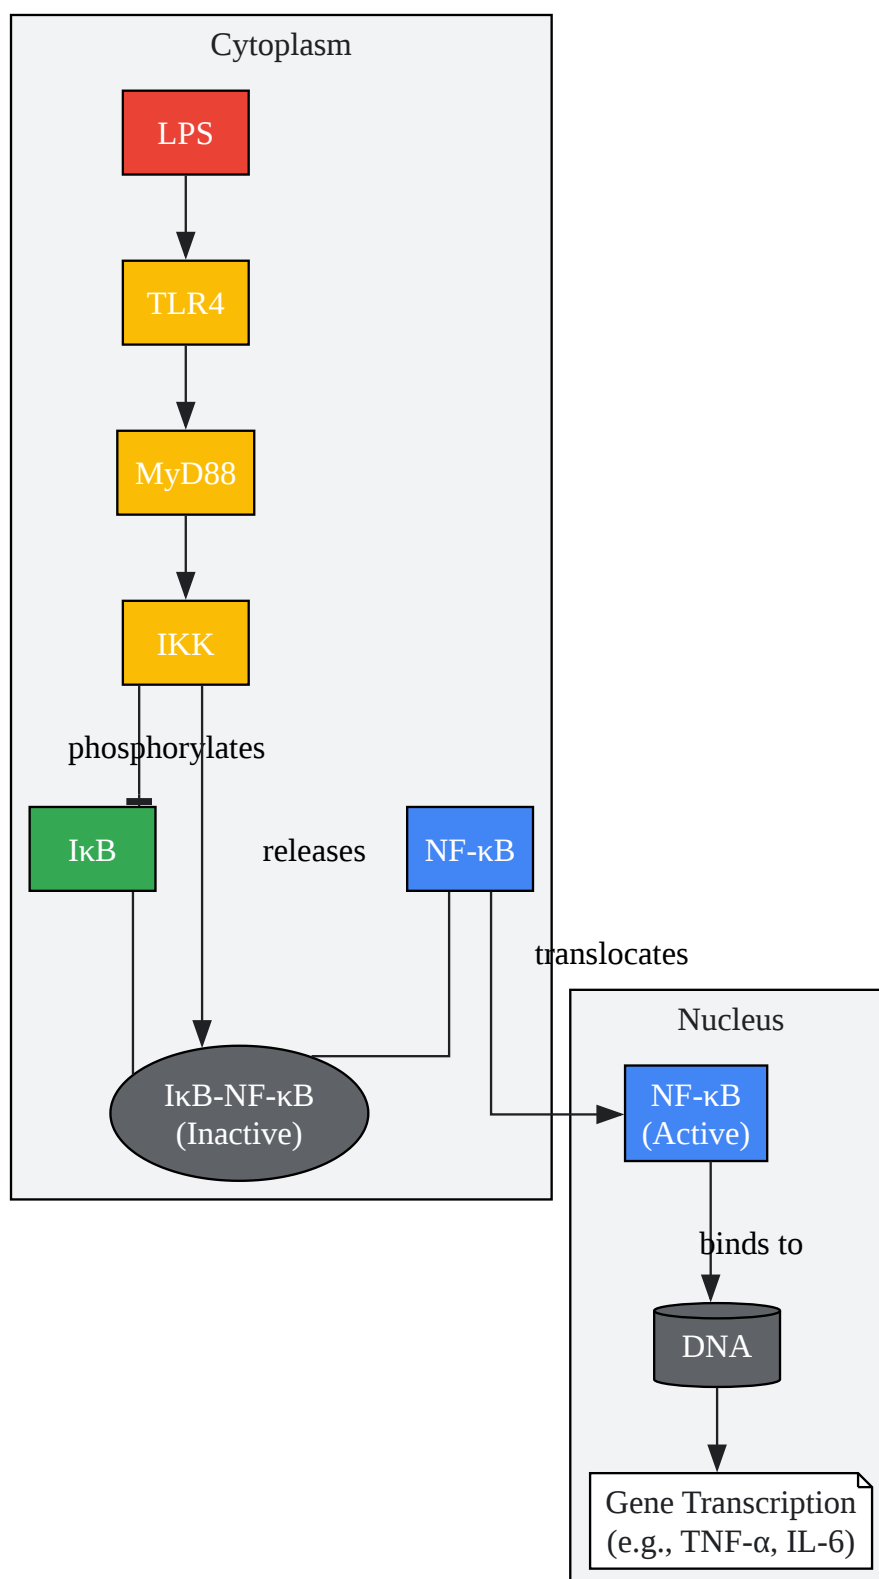 Cytoplasm
LPS
TLR4
MyD88
IKK
phosphorylates
IκB
releases
NF-κB
translocates
IκB-NF-κB
(Inactive)
Nucleus
NF-κB
(Active)
binds to
DNA
Gene Transcription
(e.g., TNF-α, IL-6)